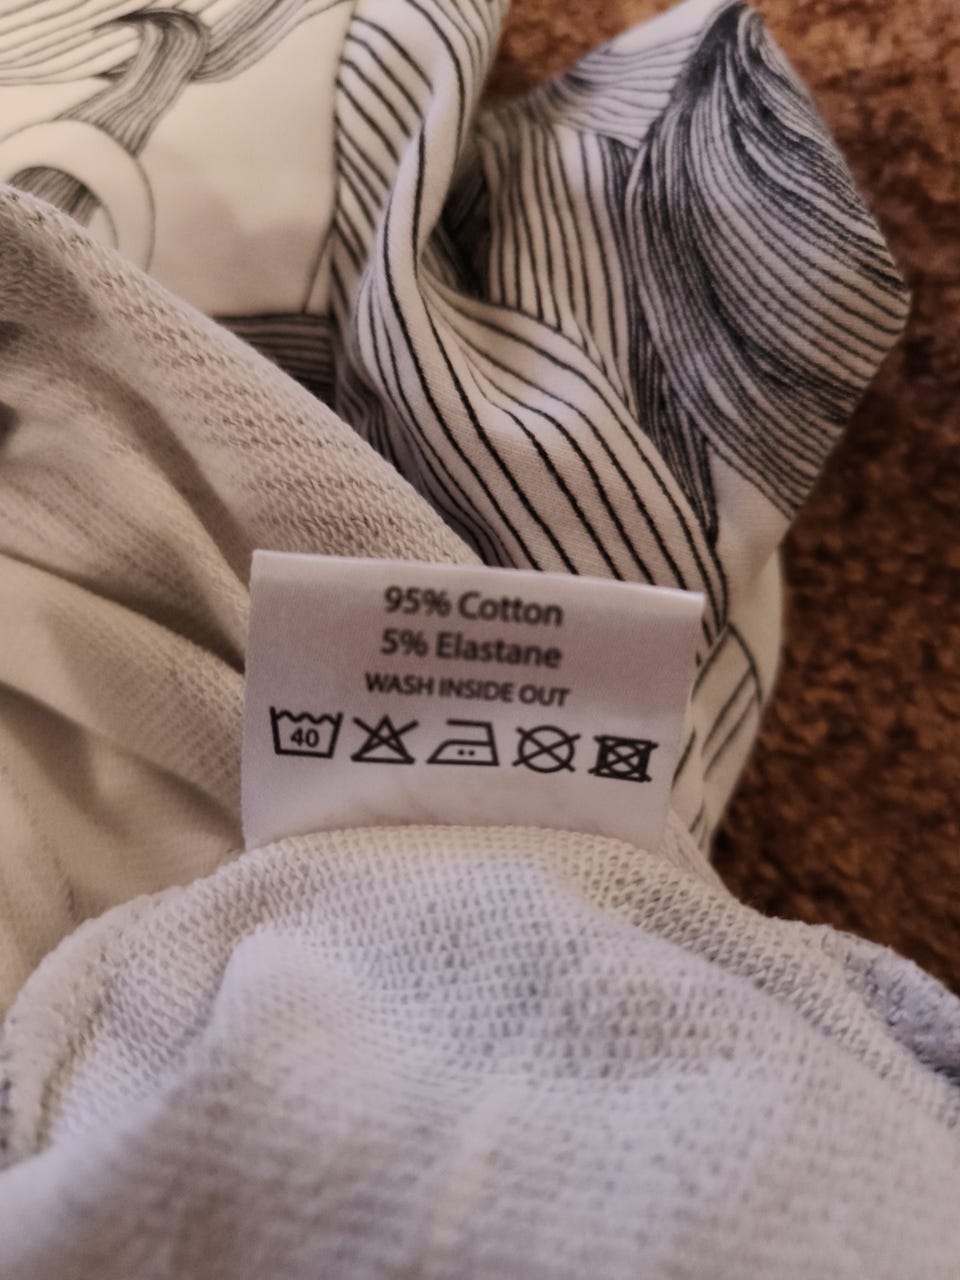 95% Cotton
5% Elastane
WASH INSIDE OUT
40